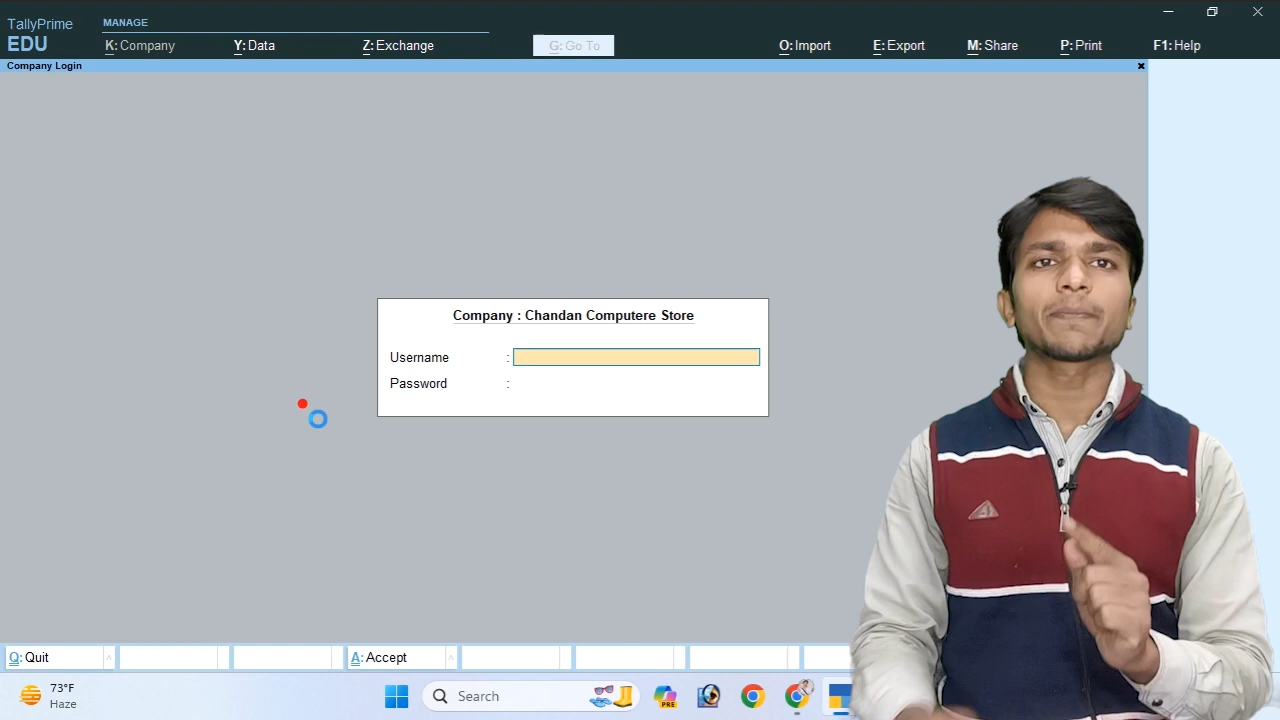 TallyPrime
EDU
MANAGE
K: Company
Y: Data
Z: Exchange
G: Go To
O: Import
E: Export
M: Share
P: Print
F1: Help
Company Login
Company : Chandan Computere Store
Username :
Password :
Q: Quit
A: Accept
73°F
Haze
Search
PRE